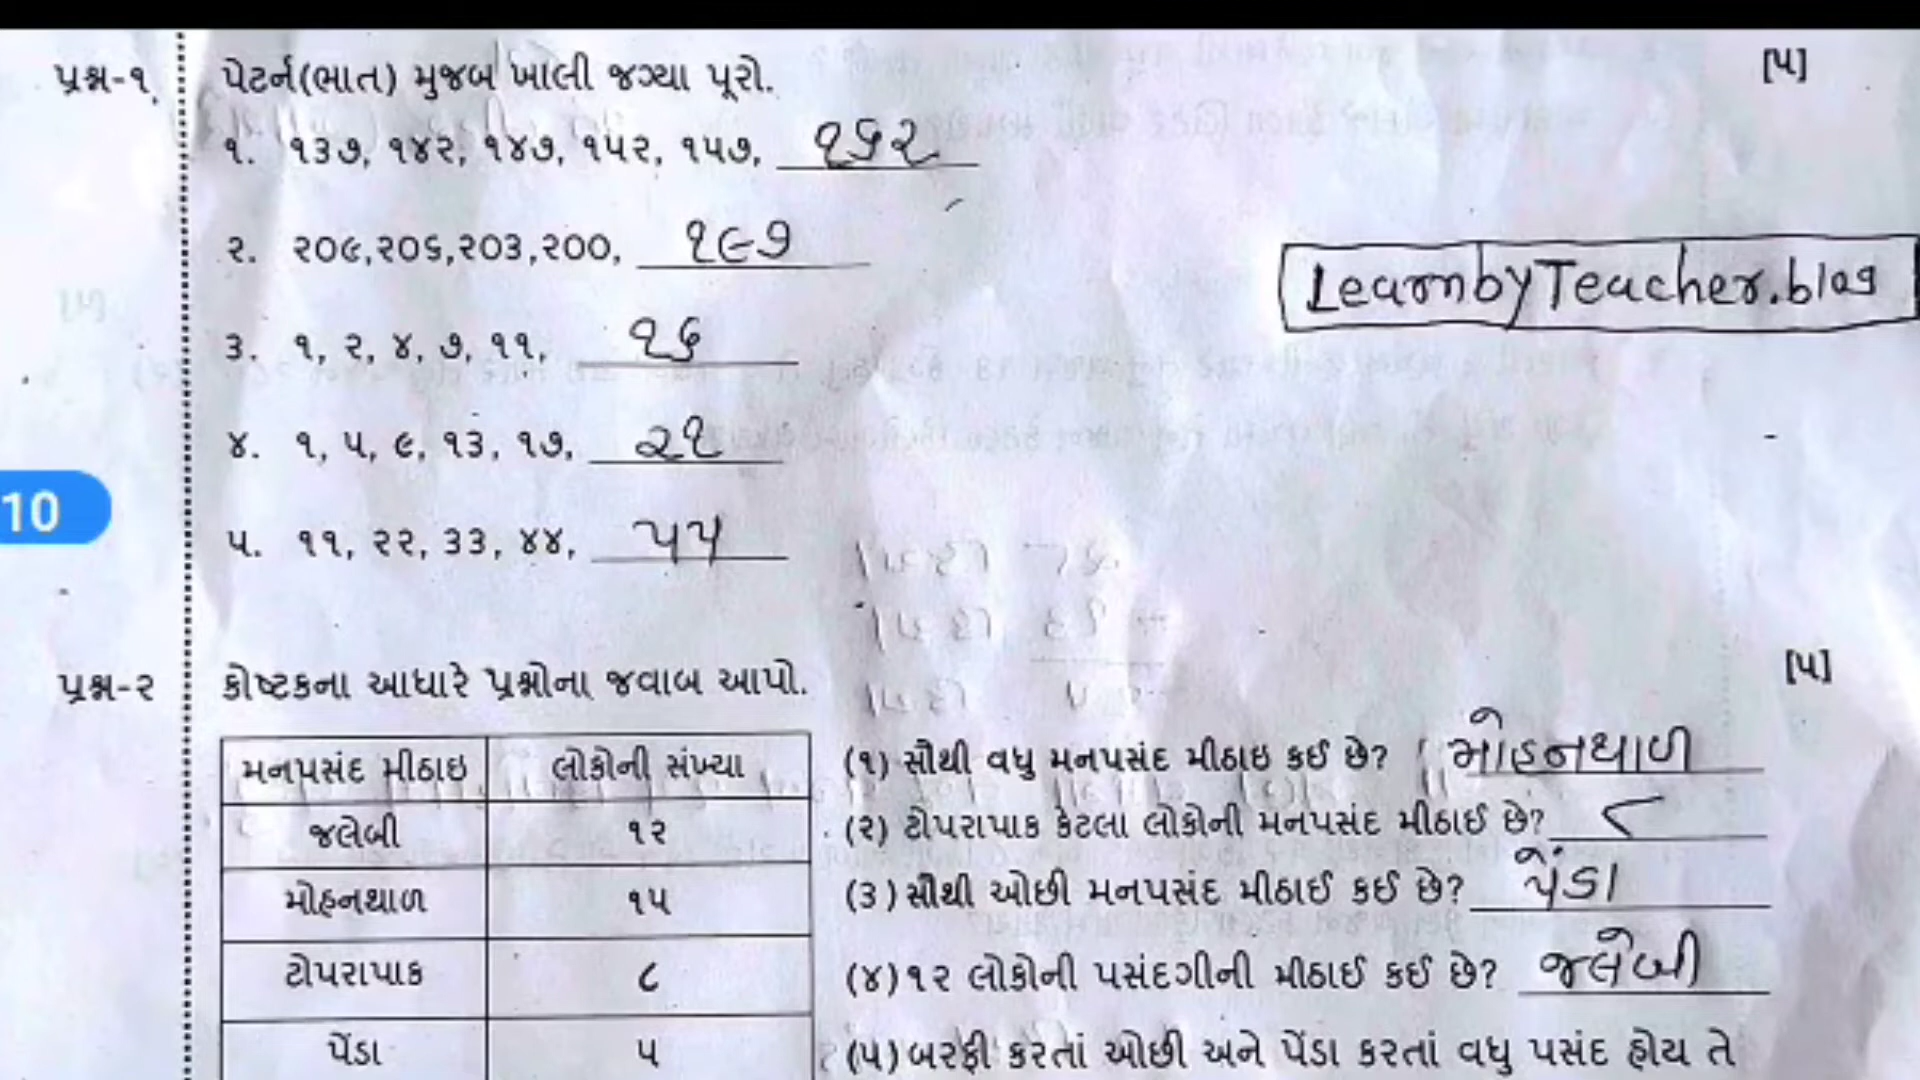 પ્રશ્ન-૧ પેટર્ન(ભાત) મુજબ ખાલી જગ્યા પૂરો. [૫]
૧. ૧૩૭, ૧૪૨, ૧૪૭, ૧૫૨, ૧૫૭, ૧૬૨
૨. ૨૦૯,૨૦૬,૨૦૩,૨૦૦, ૧૯૭
LearnbyTeacher.blog
૩. ૧, ૨, ૪, ૭, ૧૧, ૧૬
૪. ૧, ૫, ૯, ૧૩, ૧૭, ૨૧
10
૫. ૧૧, ૨૨, ૩૩, ૪૪, ૫૫
પ્રશ્ન-૨ કોષ્ટકના આધારે પ્રશ્નોના જવાબ આપો. [૫]
મનપસંદ મીઠાઇ લોકોની સંખ્યા
જલેબી ૧૨
મોહનથાળ ૧૫
ટોપરાપાક ૮
પેંડા ૫
(૧) સૌથી વધુ મનપસંદ મીઠાઇ કઈ છે? મોહનથાળ
(૨) ટોપરાપાક કેટલા લોકોની મનપસંદ મીઠાઈ છે? ૮
(૩) સૌથી ઓછી મનપસંદ મીઠાઈ કઈ છે? પેંડા
(૪) ૧૨ લોકોની પસંદગીની મીઠાઈ કઈ છે? જલેબી
(૫) બરફી કરતાં ઓછી અને પેંડા કરતાં વધુ પસંદ હોય તે